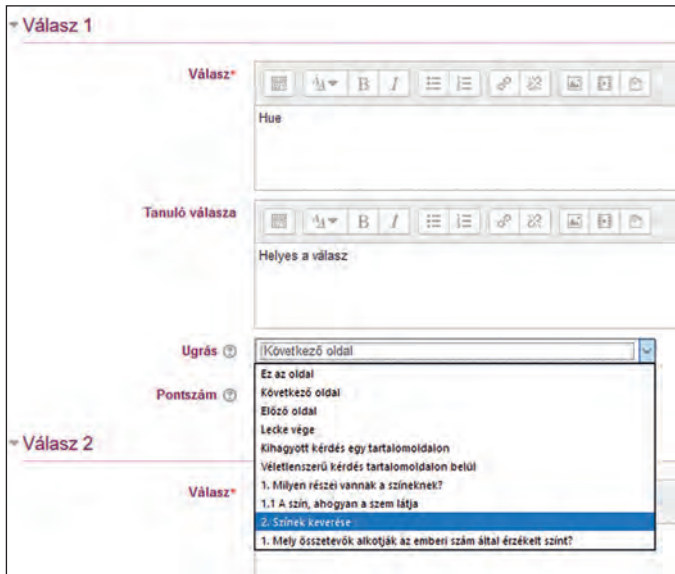 Válasz 1
Válasz*
Hue
Tanuló válasza
Helyes a válasz
Ugrás
Következő oldal
Pontszám
Ez az oldal
Következő oldal
Előző oldal
Lecke vége
Kihagyott kérdés egy tartalomoldalon
Véletlenszerű kérdés tartalomoldalon belül
1. Milyen részei vannak a színeknek?
1.1 A szín, ahogyan a szem látja
2. Színek keverése
1. Mely összetevők alkotják az emberi szám által érzékelt színt?
Válasz 2
Válasz*